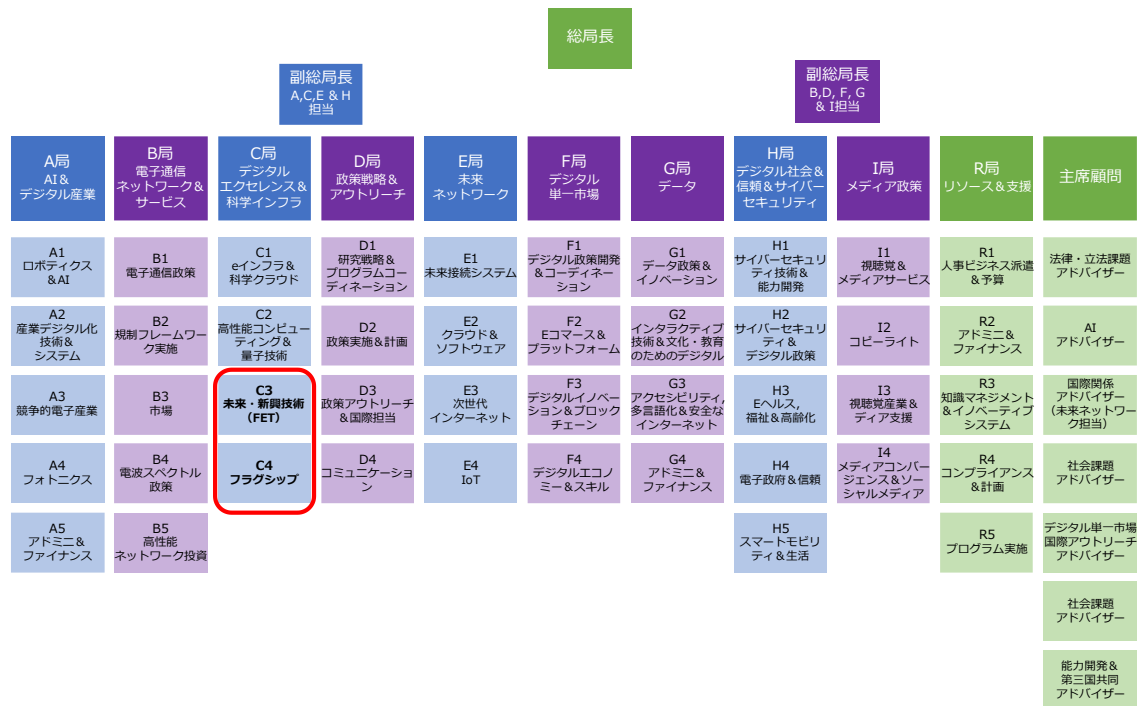 総局長
副総局長
A,C,E & H
担当
副総局長
B,D, F, G
& I担当
A局
AI&
デジタル産業
B局
電子通信
ネットワーク&
サービス
C局
デジタル
エクセレンス&
科学インフラ
D局
政策戦略&
アウトリーチ
E局
未来
ネットワーク
F局
デジタル
単一市場
G局
データ
H局
デジタル社会&
信頼&サイバー
セキュリティ
I局
メディア政策
R局
リソース&支援
主席顧問
A1
ロボティクス
&AI
B1
電子通信政策
C1
eインフラ&
科学クラウド
D1
研究戦略&
プログラムコー
ディネーション
E1
未来接続システム
F1
デジタル政策開発
&コーディネー
ション
G1
データ政策&
イノベーション
H1
サイバーセキュリ
ティ技術&
能力開発
I1
視聴覚&
メディアサービス
R1
人事ビジネス派遣
&予算
法律・立法課題
アドバイザー
A2
産業デジタル化
技術&
システム
B2
規制フレームワー
ク実施
C2
高性能コンピュー
ティング&
量子技術
D2
政策実施&計画
E2
クラウド&
ソフトウェア
F2
Eコマース&
プラットフォーム
G2
インタラクティブ
技術&文化・教育
のためのデジタル
H2
サイバーセキュリ
ティ&
デジタル政策
I2
コピーライト
R2
アドミニ&
ファイナンス
AI
アドバイザー
A3
競争的電子産業
B3
市場
C3
未来・新興技術
（FET）
D3
政策アウトリーチ
&国際担当
E3
次世代
インターネット
F3
デジタルイノベー
ション&ブロック
チェーン
G3
アクセシビリティ,
多言語化&安全な
インターネット
H3
Eヘルス,
福祉&高齢化
I3
視聴覚産業&
ディア支援
R3
知識マネジメント
&イノベーティブ
システム
国際関係
アドバイザー
（未来ネットワー
ク担当）
A4
フォトニクス
B4
電波スペクトル
政策
C4
フラグシップ
D4
コミュニケーショ
ン
E4
IoT
F4
デジタルエコノ
ミー&スキル
G4
アドミニ&
ファイナンス
H4
電子政府&信頼
I4
メディアコンバー
ジェンス&ソー
シャルメディア
R4
コンプライアンス
&計画
社会課題
アドバイザー
A5
アドミニ&
ファイナンス
B5
高性能
ネットワーク投資
H5
スマートモビリ
ティ&生活
R5
プログラム実施
デジタル単一市場
国際アウトリーチ
アドバイザー
社会課題
アドバイザー
能力開発&
第三国共同
アドバイザー